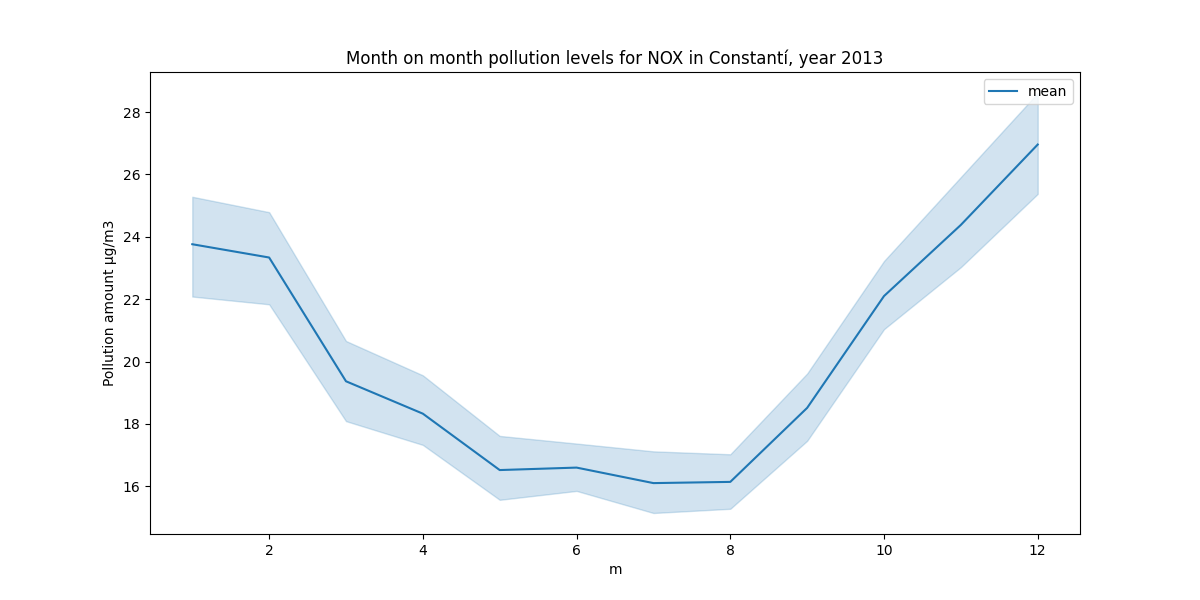 Month on month pollution levels for NOX in Constantí, year 2013
mean
Pollution amount µg/m3
28
26
24
22
20
18
16
2 4 6 8 10 12
m